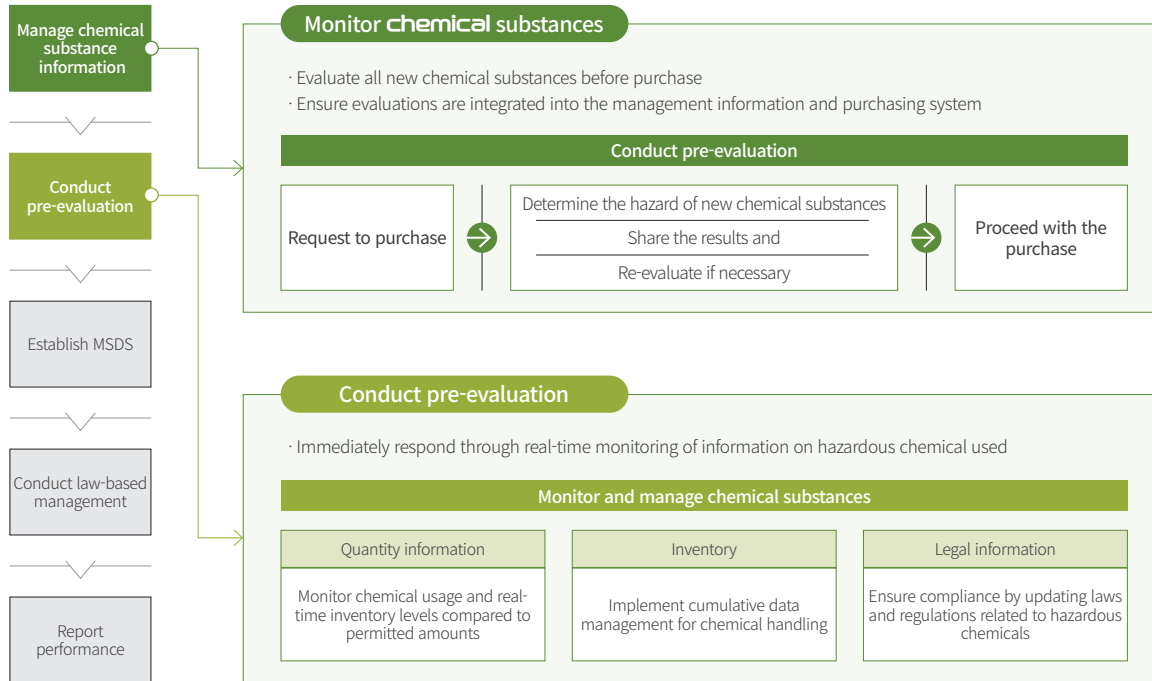 Manage chemical
substance
information
Conduct
pre-evaluation
Establish MSDS
Conduct law-based
management
Report
performance
Monitor chemical substances
· Evaluate all new chemical substances before purchase
· Ensure evaluations are integrated into the management information and purchasing system
Conduct pre-evaluation
Request to purchase
Determine the hazard of new chemical substances
Share the results and
Re-evaluate if necessary
Proceed with the
purchase
Conduct pre-evaluation
· Immediately respond through real-time monitoring of information on hazardous chemical used
Monitor and manage chemical substances
Quantity information
Monitor chemical usage and real-
time inventory levels compared to
permitted amounts
Inventory
Implement cumulative data
management for chemical handling
Legal information
Ensure compliance by updating laws
and regulations related to hazardous
chemicals